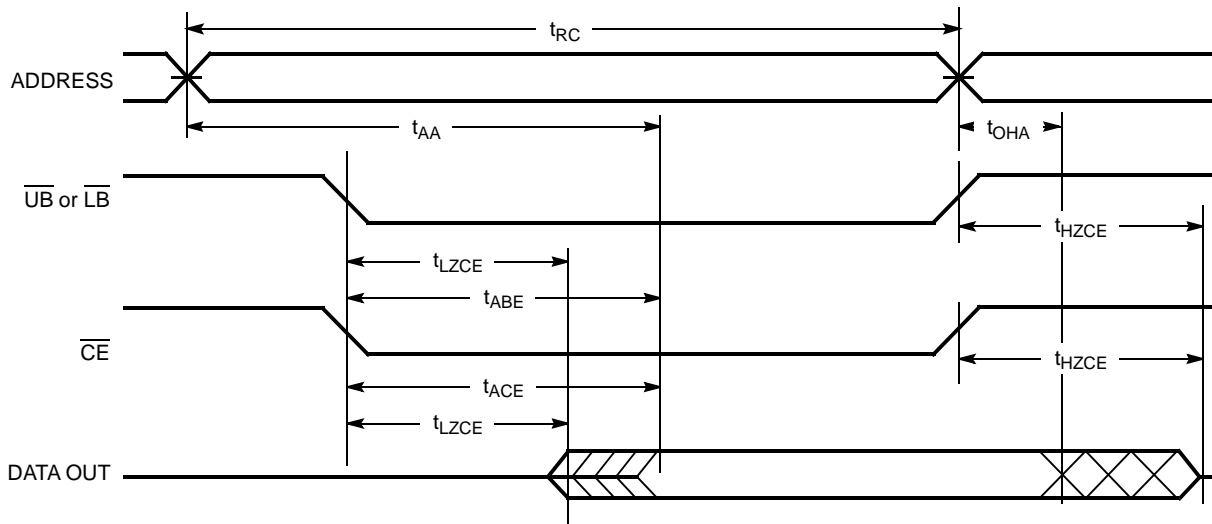 tRC
ADDRESS
tAA
tOHA
UB or LB
tHZCE
tLZCE
tABE
CE
tHZCE
tACE
tLZCE
DATA OUT